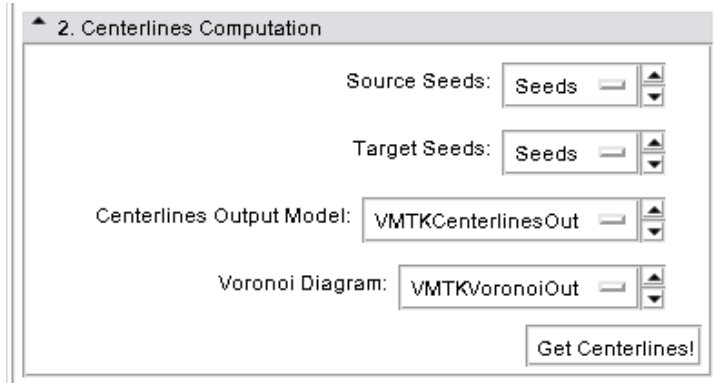 2. Centerlines Computation
Source Seeds: Seeds
Target Seeds: Seeds
Centerlines Output Model: VMTKCenterlinesOut
Voronoi Diagram: VMTKVoronoiOut
Get Centerlines!